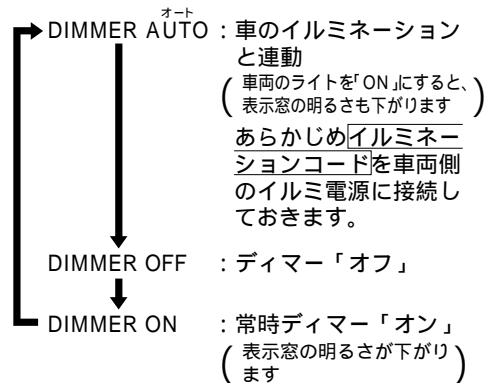 オート
DIMMER AUTO : 車のイルミネーション
と連動
( 車両のライトを「ON」にすると、
表示窓の明るさも下がります )
あらかじめイルミネー
ションコードを車両側
のイルミ電源に接続し
ておきます。
DIMMER OFF : ディマー「オフ」
DIMMER ON : 常時ディマー「オン」
( 表示窓の明るさが下がり
ます )